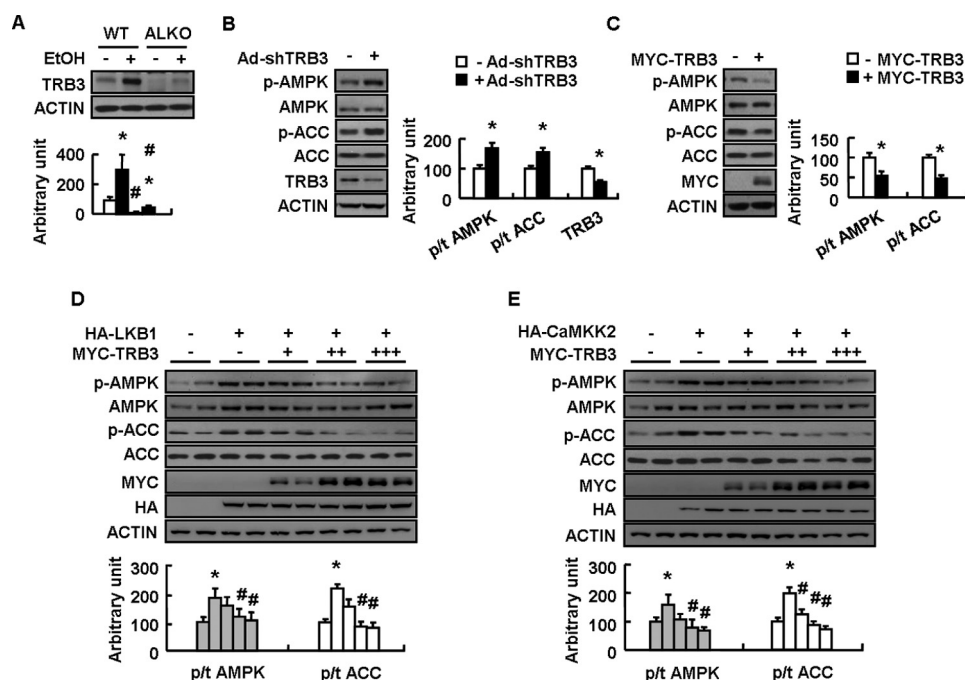 A
WT ALKO
EtOH - + - +
TRB3
ACTIN
Arbitrary unit
400
200
0
*
#
#
*
B
Ad-shTRB3 - +
p-AMPK
AMPK
p-ACC
ACC
TRB3
ACTIN
- Ad-shTRB3
+ Ad-shTRB3
Arbitrary unit
200
100
0
* * *
p/t AMPK p/t ACC TRB3
C
MYC-TRB3 - +
p-AMPK
AMPK
p-ACC
ACC
MYC
ACTIN
- MYC-TRB3
+ MYC-TRB3
Arbitrary unit
150
100
50
0
* *
p/t AMPK p/t ACC
D
HA-LKB1 - + + + +
MYC-TRB3 - - + ++ +++
p-AMPK
AMPK
p-ACC
ACC
MYC
HA
ACTIN
Arbitrary unit
300
200
100
0
* # # * # #
p/t AMPK p/t ACC
E
HA-CaMKK2 - + + + +
MYC-TRB3 - - + ++ +++
p-AMPK
AMPK
p-ACC
ACC
MYC
HA
ACTIN
Arbitrary unit
300
200
100
0
* # # * # # #
p/t AMPK p/t ACC